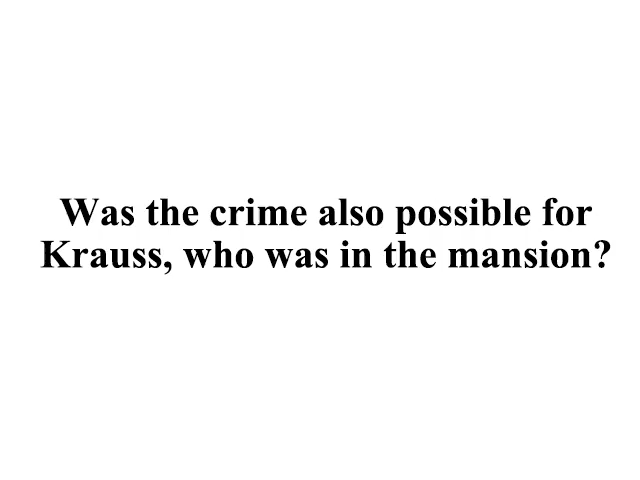 Was the crime also possible for
Krauss, who was in the mansion?